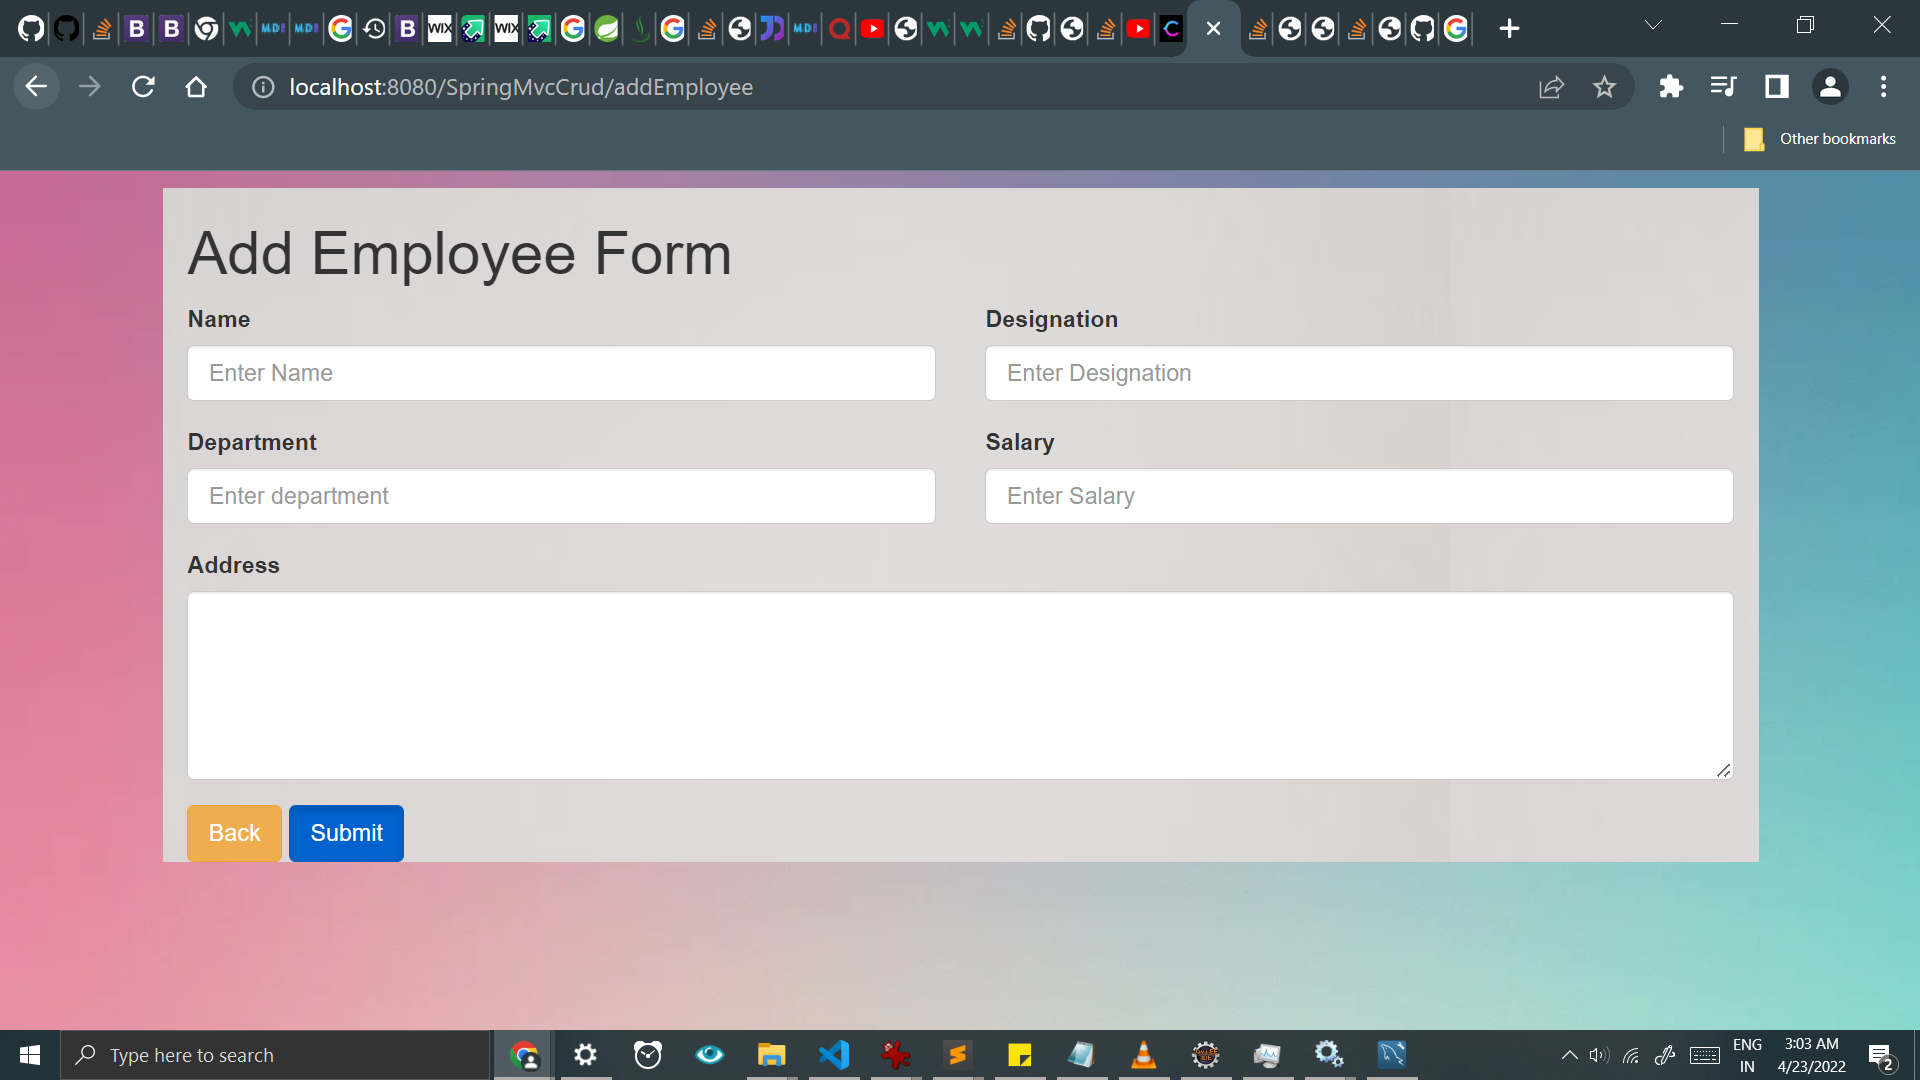 localhost:8080/SpringMvcCrud/addEmployee
Other bookmarks
Add Employee Form
Name
Designation
Enter Name
Enter Designation
Department
Salary
Enter department
Enter Salary
Address
Back
Submit
Type here to search
ENG
IN
3:03 AM
4/23/2022
2